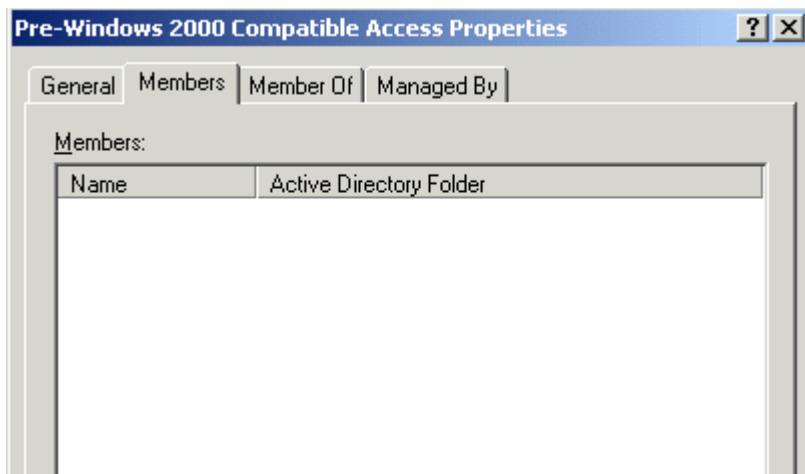 Pre-Windows 2000 Compatible Access Properties
General Members Member Of Managed By
Members:
Name Active Directory Folder